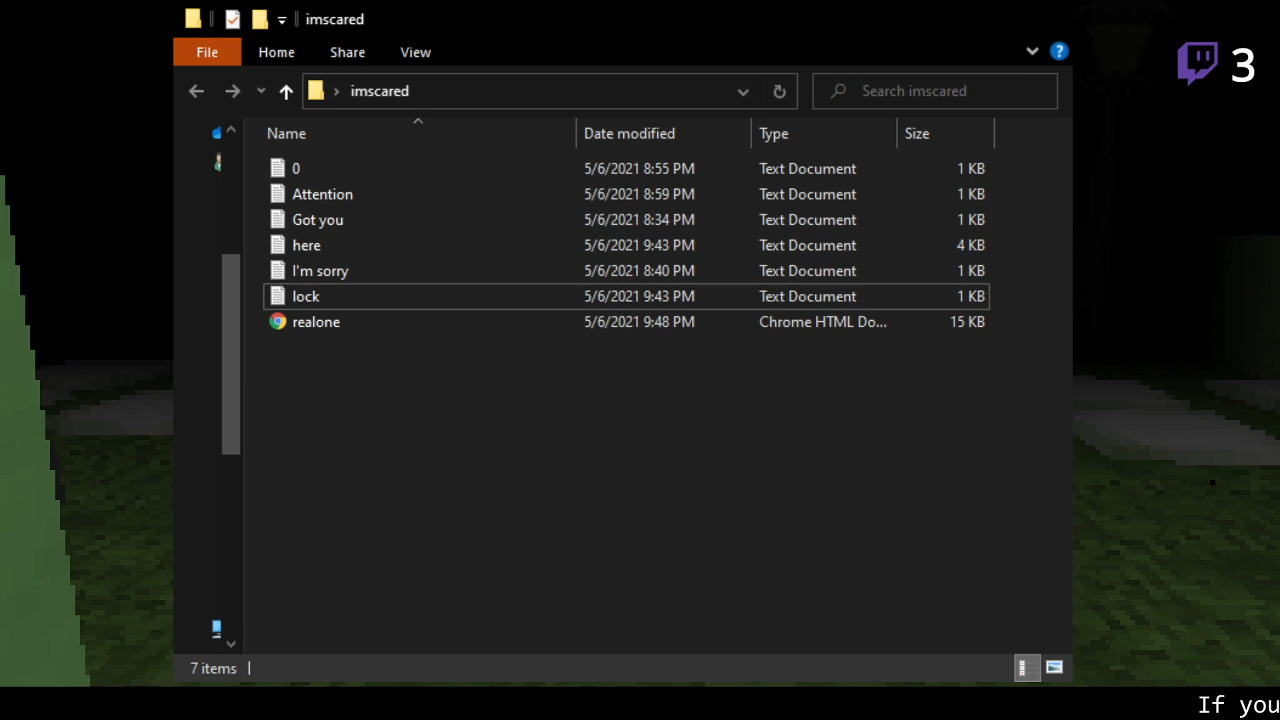 imscared
File Home Share View
3
imscared Search imscared
Name Date modified Type Size
0 5/6/2021 8:55 PM Text Document 1 KB
Attention 5/6/2021 8:59 PM Text Document 1 KB
Got you 5/6/2021 8:34 PM Text Document 1 KB
here 5/6/2021 9:43 PM Text Document 4 KB
I'm sorry 5/6/2021 8:40 PM Text Document 1 KB
lock 5/6/2021 9:43 PM Text Document 1 KB
realone 5/6/2021 9:48 PM Chrome HTML Do... 15 KB
7 items
If you